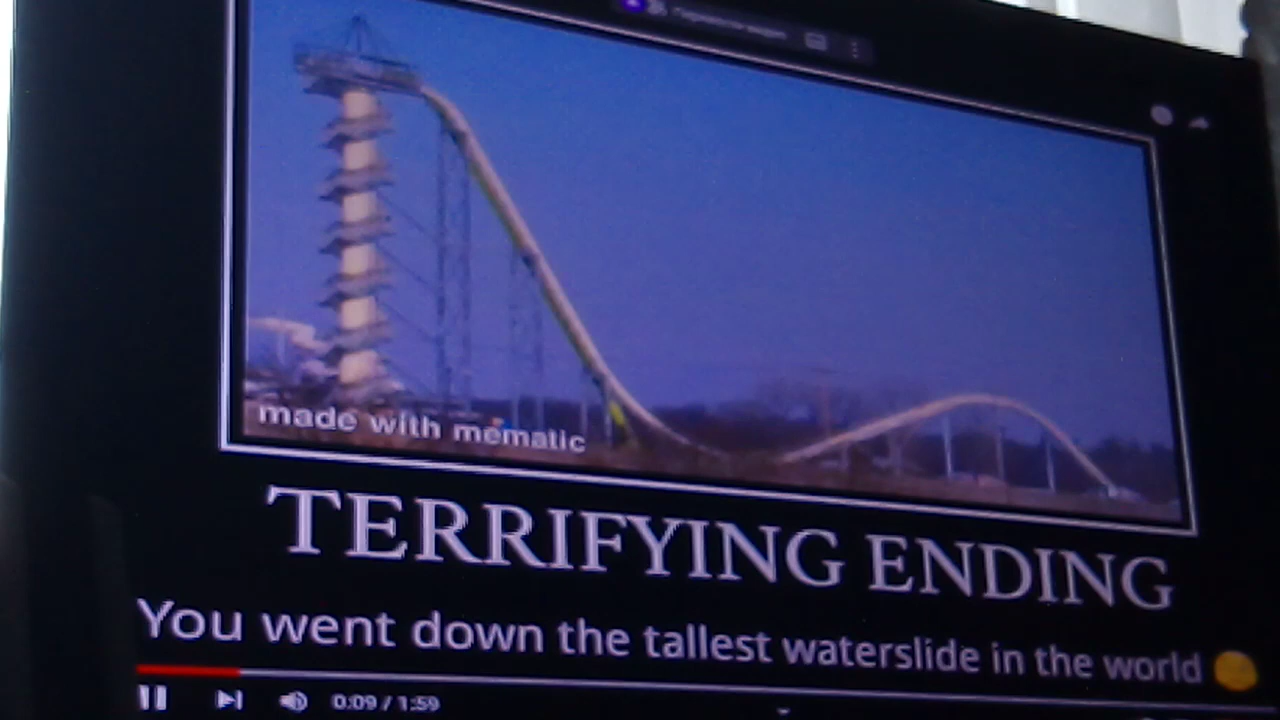 made with mematic
TERRIFYING ENDING
You went down the tallest waterslide in the world
0:09 / 1:59